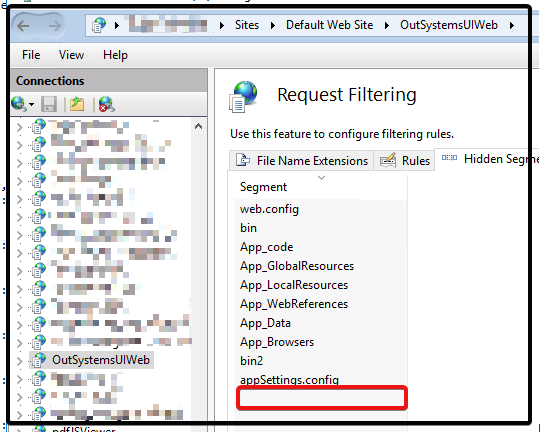 Sites
Default Web Site
OutSystemsUIWeb
File
View
Help
Connections
Request Filtering
Use this feature to configure filtering rules.
File Name Extensions
Rules
Hidden Segme
Segment
web.config
bin
App_code
App_GlobalResources
App_LocalResources
App_WebReferences
App_Data
App_Browsers
bin2
appSettings.config
OutSystemsUIWeb
pdfJSViewer